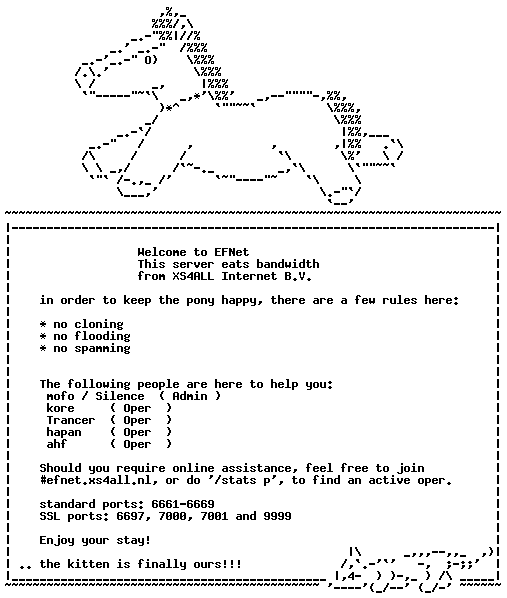 Welcome to EFNet
This server eats bandwidth
from XS4ALL Internet B.V.
in order to keep the pony happy, there are a few rules here:
* no cloning
* no flooding
* no spamming
The following people are here to help you:
mofo / Silence ( Admin )
kore ( Oper )
Trancer ( Oper )
hapan ( Oper )
ahf ( Oper )
Should you require online assistance, feel free to join
#efnet.xs4all.nl, or do '/stats p', to find an active oper.
standard ports: 6661-6669
SSL ports: 6697, 7000, 7001 and 9999
Enjoy your stay!
.. the kitten is finally ours!!!